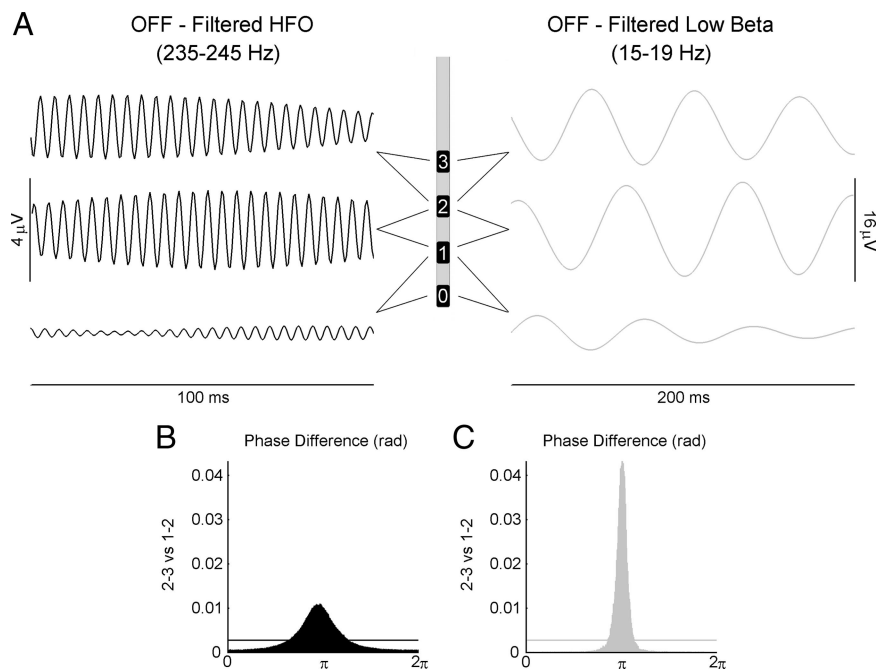 A
OFF - Filtered HFO
(235-245 Hz)
OFF - Filtered Low Beta
(15-19 Hz)
3
2
1
0
4 μV
16 μV
100 ms
200 ms
B
Phase Difference (rad)
2-3 vs 1-2
0.04
0.03
0.02
0.01
0
0
π
2π
C
Phase Difference (rad)
2-3 vs 1-2
0.04
0.03
0.02
0.01
0
0
π
2π